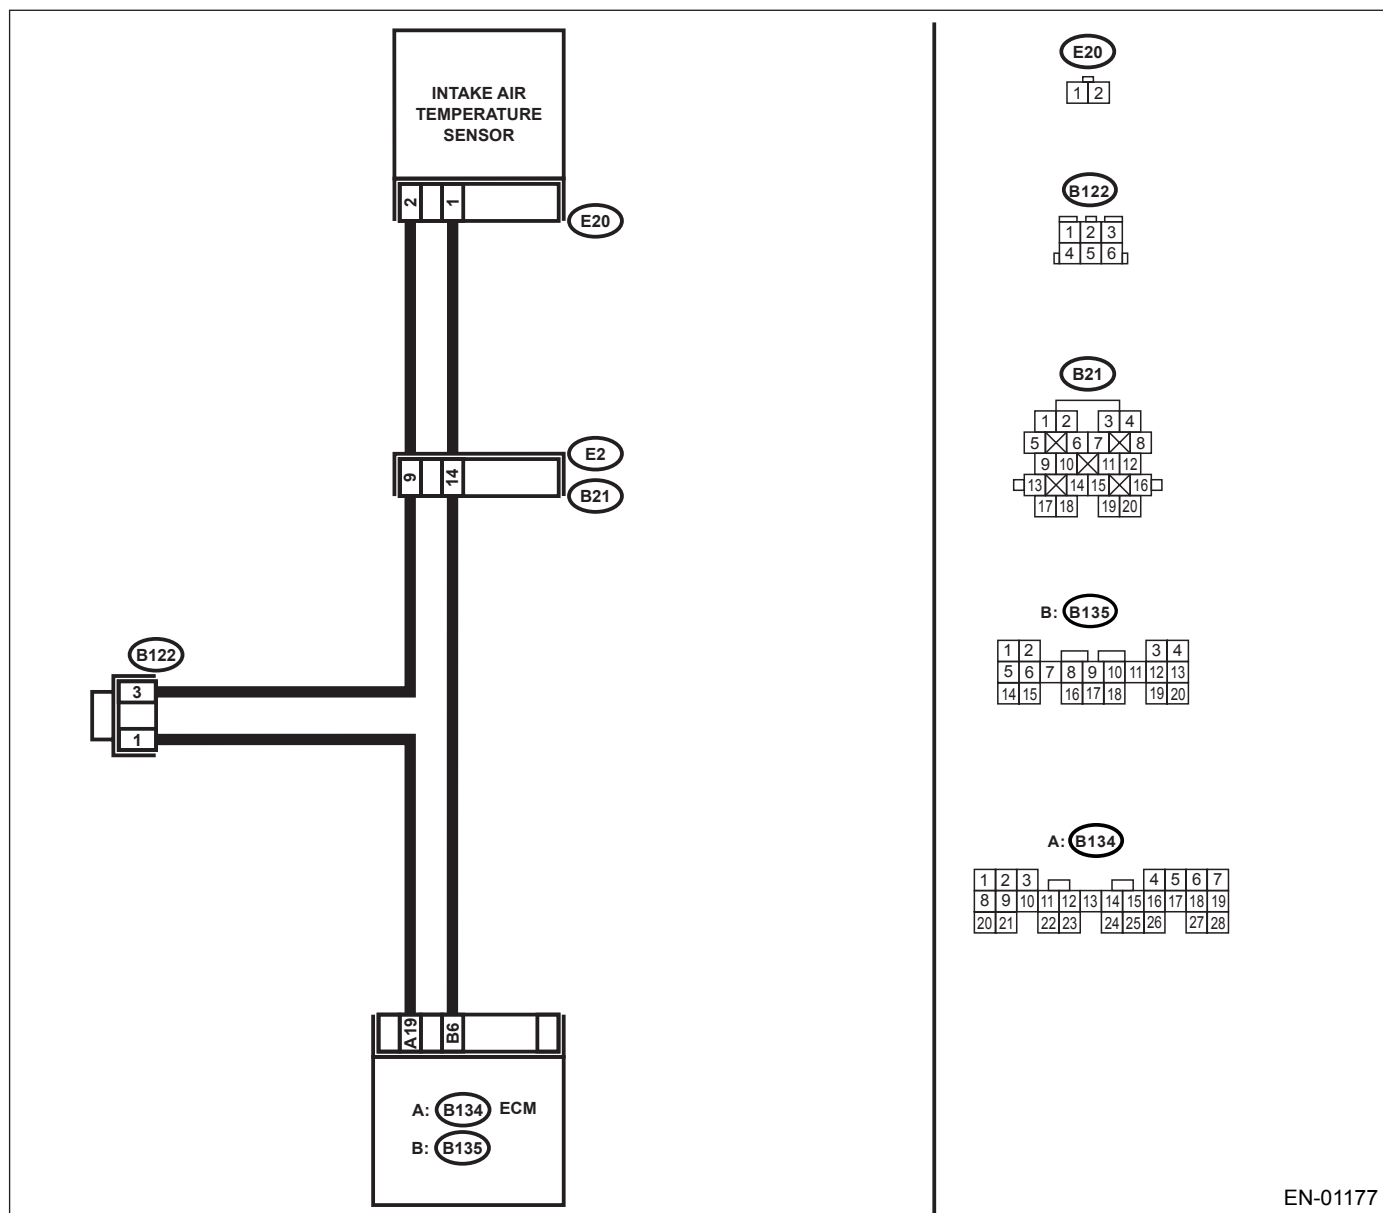 INTAKE AIR
TEMPERATURE
SENSOR
2 1
E20
E2
9 14
B21
B122
3
1
A19 B6
A: B134 ECM
B: B135
E20
1 2
B122
1 2 3
4 5 6
B21
1 2 3 4
5 6 7 8
9 10 11 12
13 14 15 16
17 18 19 20
B: B135
1 2 3 4
5 6 7 8 9 10 11 12 13
14 15 16 17 18 19 20
A: B134
1 2 3 4 5 6 7
8 9 10 11 12 13 14 15 16 17 18 19
20 21 22 23 24 25 26 27 28
EN-01177